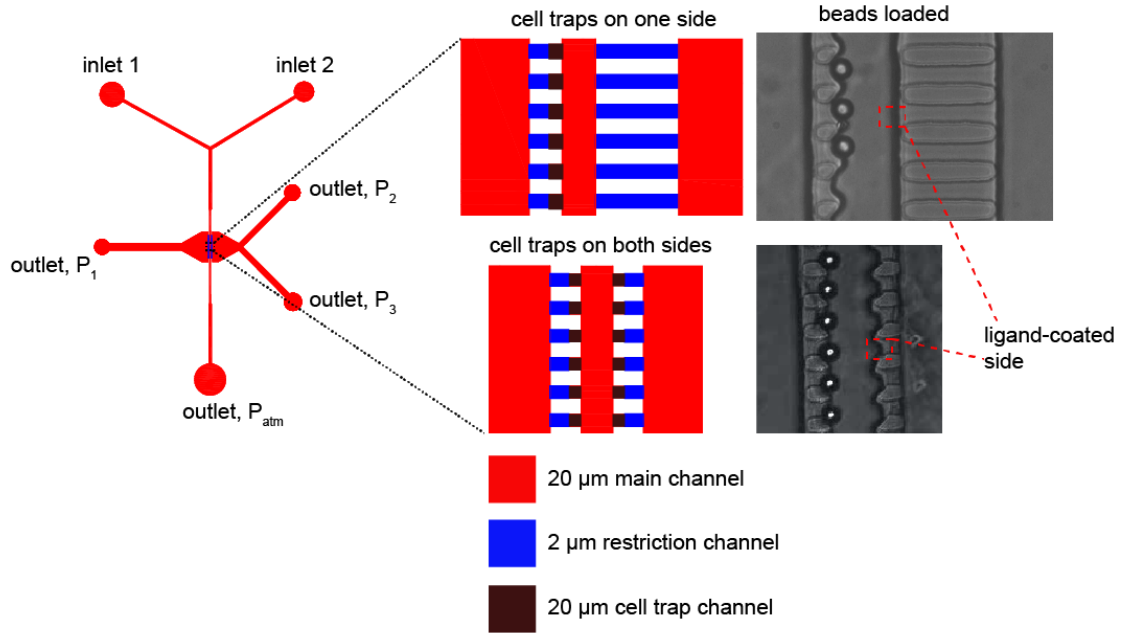 cell traps on one side
beads loaded
inlet 1
inlet 2
outlet, P2
outlet, P1
outlet, P3
outlet, Patm
cell traps on both sides
ligand-coated
side
20 μm main channel
2 μm restriction channel
20 μm cell trap channel